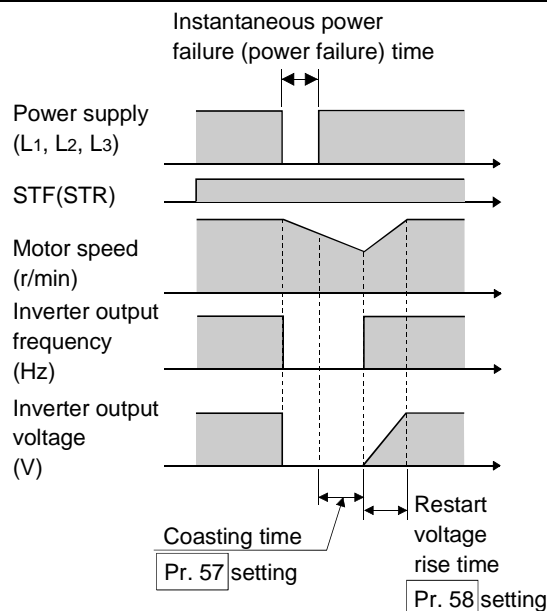 Instantaneous power
failure (power failure) time
Power supply
(L1, L2, L3)
STF(STR)
Motor speed
(r/min)
Inverter output
frequency
(Hz)
Inverter output
voltage
(V)
Coasting time
Pr. 57 setting
Restart
voltage
rise time
Pr. 58 setting